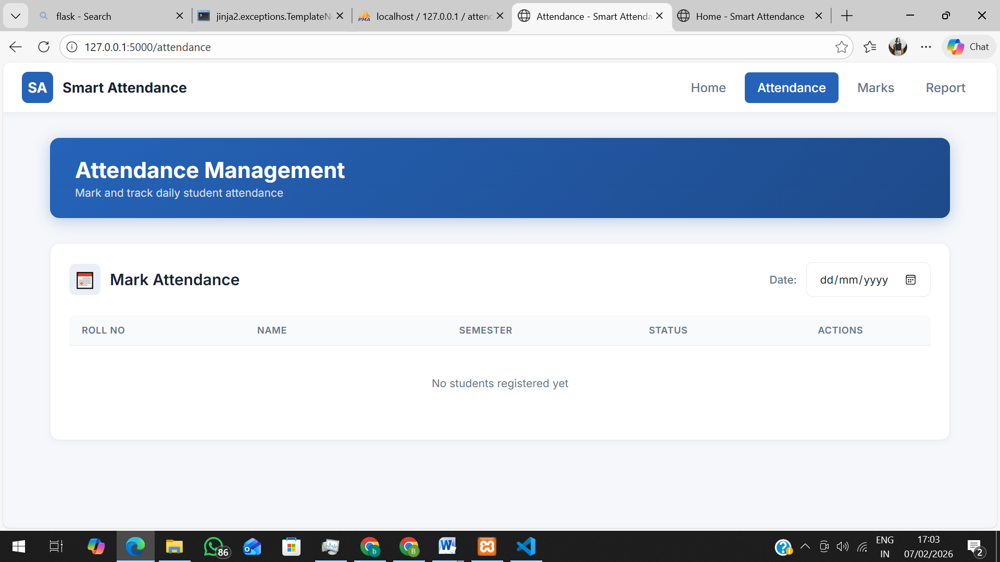 flask - Search
jinja2.exceptions.TemplateN
localhost / 127.0.0.1 / attend
Attendance - Smart Attenda
Home - Smart Attendance
127.0.0.1:5000/attendance
Chat
SA
Smart Attendance
Home
Attendance
Marks
Report
Attendance Management
Mark and track daily student attendance
Mark Attendance
Date:
dd/mm/yyyy
ROLL NO
NAME
SEMESTER
STATUS
ACTIONS
No students registered yet
86
b
B
W
ENG
IN
17:03
07/02/2026
2